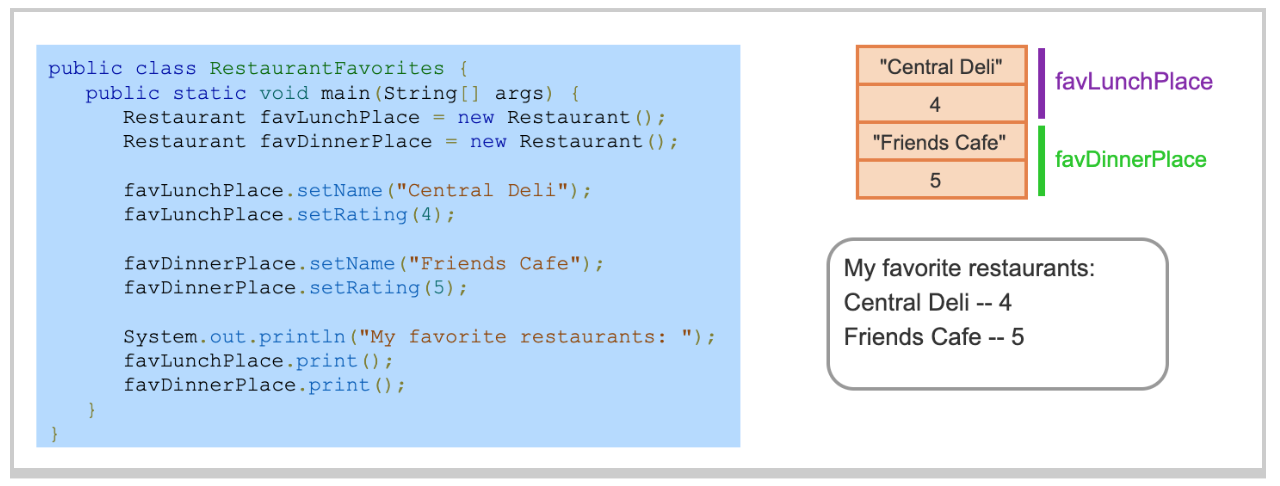 public class RestaurantFavorites {
   public static void main(String[] args) {
      Restaurant favLunchPlace = new Restaurant();
      Restaurant favDinnerPlace = new Restaurant();

      favLunchPlace.setName("Central Deli");
      favLunchPlace.setRating(4);

      favDinnerPlace.setName("Friends Cafe");
      favDinnerPlace.setRating(5);

      System.out.println("My favorite restaurants: ");
      favLunchPlace.print();
      favDinnerPlace.print();
   }
}
"Central Deli"
4
favLunchPlace
"Friends Cafe"
5
favDinnerPlace
My favorite restaurants:
Central Deli -- 4
Friends Cafe -- 5